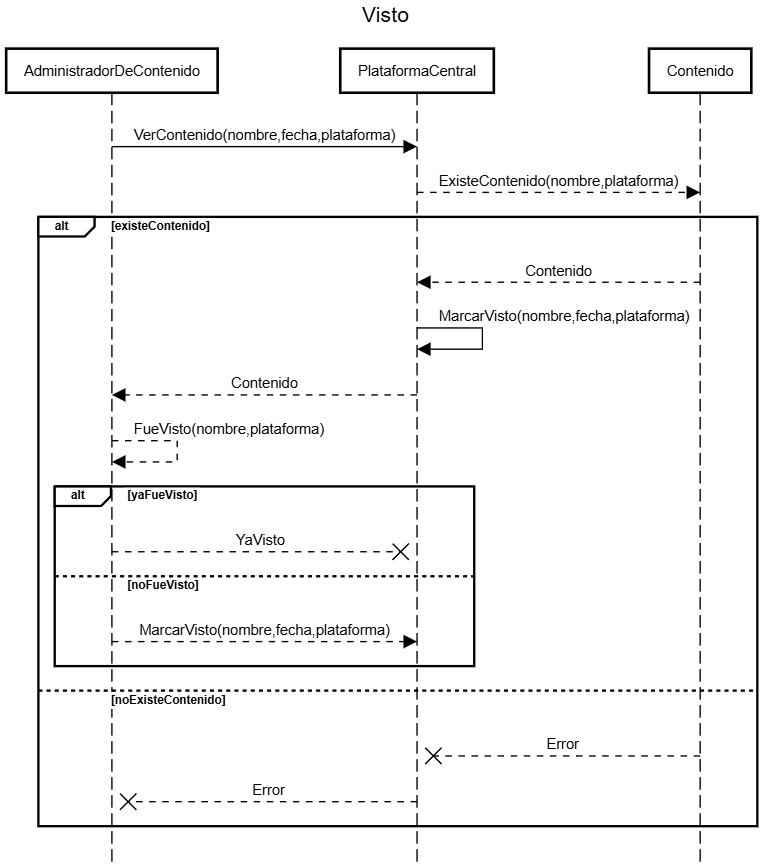 Visto
AdministradorDeContenido
PlataformaCentral
Contenido
VerContenido(nombre,fecha,plataforma)
ExisteContenido(nombre,plataforma)
alt
[existeContenido]
Contenido
MarcarVisto(nombre,fecha,plataforma)
Contenido
FueVisto(nombre,plataforma)
alt
[yaFueVisto]
YaVisto
[noFueVisto]
MarcarVisto(nombre,fecha,plataforma)
[noExisteContenido]
Error
Error